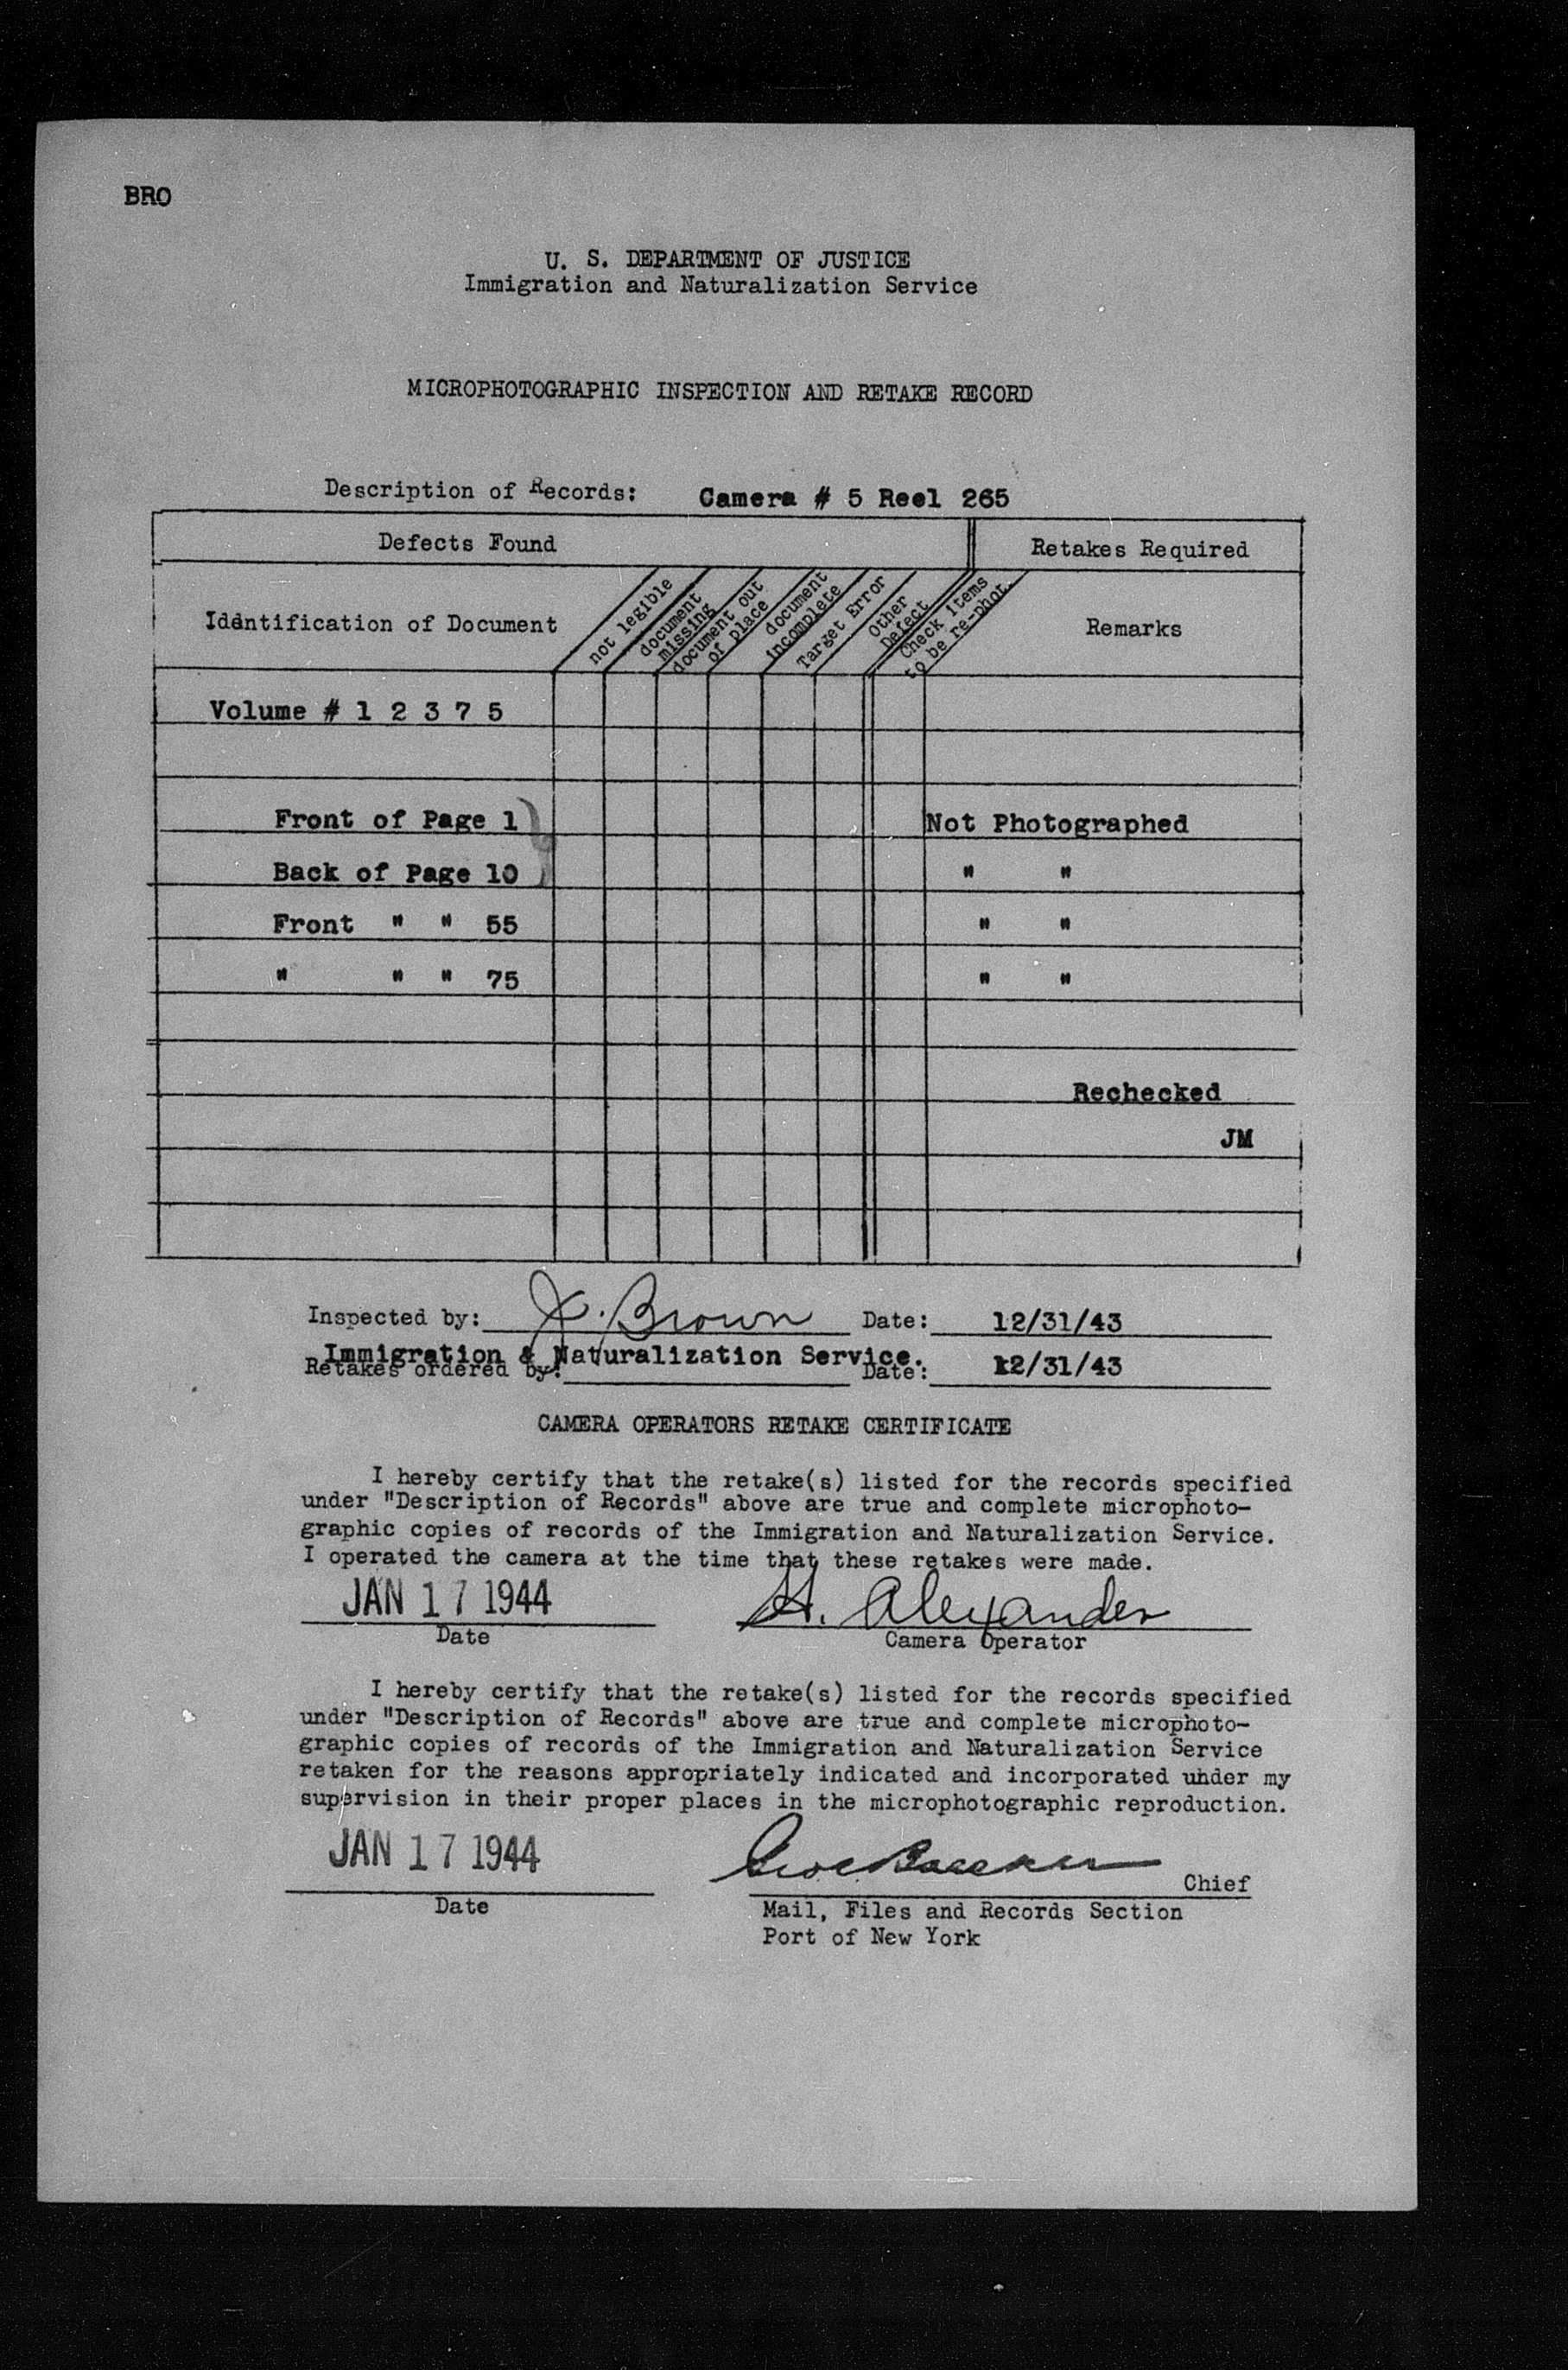 BRO
U. S. DEPARTMENT OF JUSTICE
Immigration and Naturalization Service
MICROPHOTOGRAPHIC INSPECTION AND RETAKE RECORD
Description of Records: Camera # 5 Reel 265
Defects Found Retakes Required
Idantification of Document
not legible
document missing
document out of place
document incomplete
Target Error
Other Defect
Check items to be re-phot.
Remarks
Volume # 1 2 3 7 5
Front of Page 1 Not Photographed
Back of Page 10 " "
Front " " 55 " "
" " " 75 " "
Rechecked
JM
Inspected by: J. Brown Date: 12/31/43
Immigration & Naturalization Service.
Retakes ordered by: Date: 12/31/43
CAMERA OPERATORS RETAKE CERTIFICATE
I hereby certify that the retake(s) listed for the records specified
under "Description of Records" above are true and complete microphoto-
graphic copies of records of the Immigration and Naturalization Service.
I operated the camera at the time that these retakes were made.
JAN 17 1944 H. Alexander
Date Camera Operator
I hereby certify that the retake(s) listed for the records specified
under "Description of Records" above are true and complete microphoto-
graphic copies of records of the Immigration and Naturalization Service
retaken for the reasons appropriately indicated and incorporated under my
supervision in their proper places in the microphotographic reproduction.
JAN 17 1944 Chief
Date Mail, Files and Records Section
Port of New York